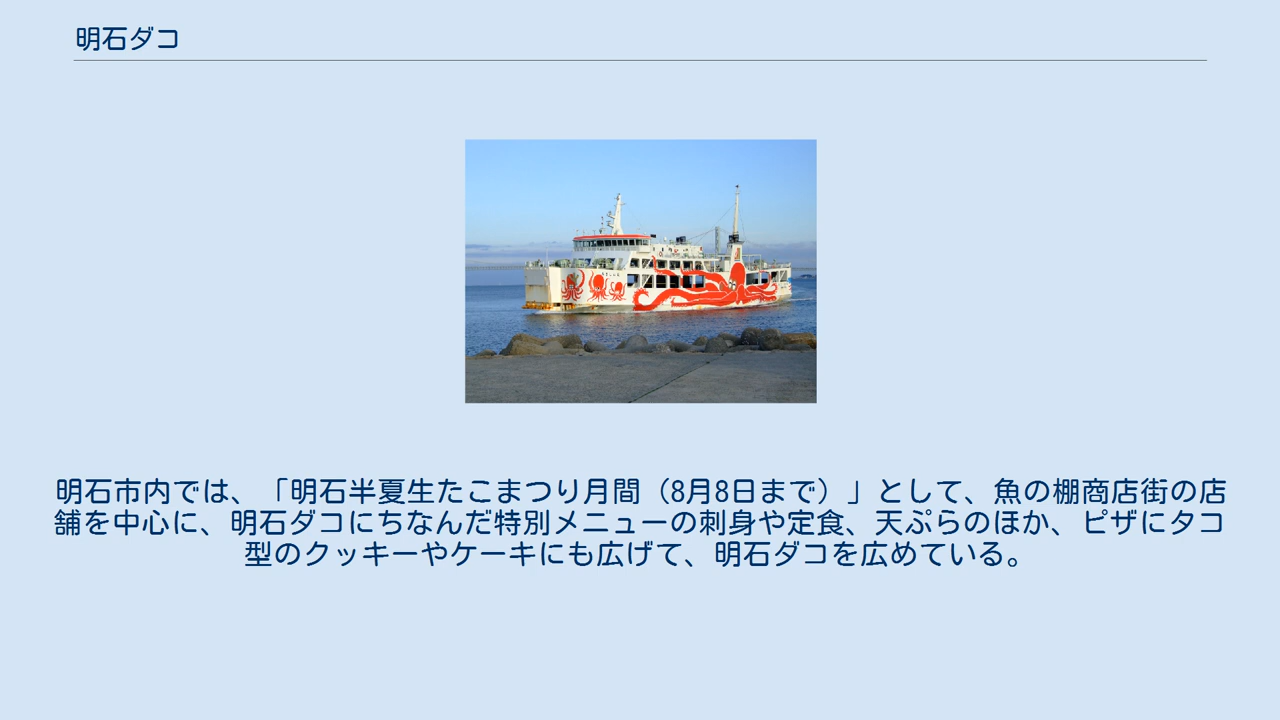 明石ダコ
明石市内では、「明石半夏生たこまつり月間（8月8日まで）」として、魚の棚商店街の店
舗を中心に、明石ダコにちなんだ特別メニューの刺身や定食、天ぷらのほか、ピザにタコ
型のクッキーやケーキにも広げて、明石ダコを広めている。